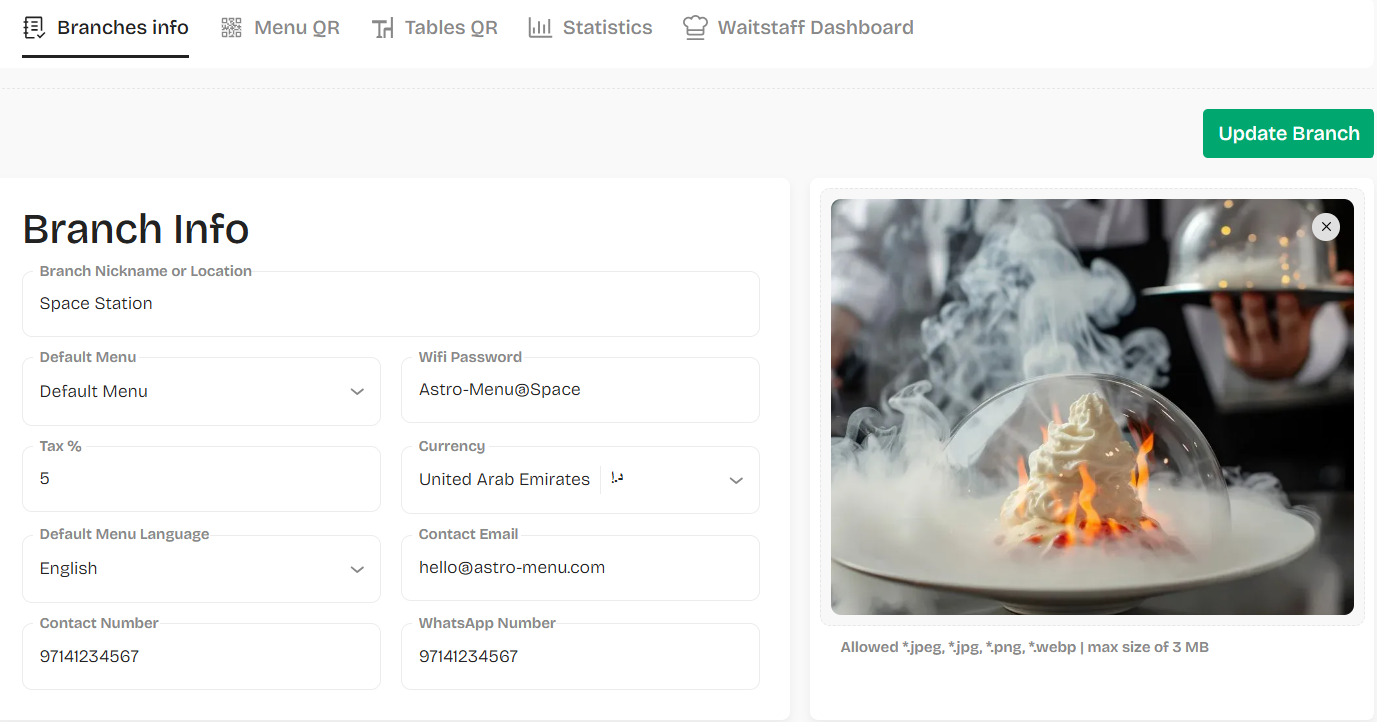 Branches info Menu QR Tables QR Statistics Waitstaff Dashboard
Update Branch
Branch Info
Branch Nickname or Location
Space Station
Default Menu
Default Menu
Wifi Password
Astro-Menu@Space
Tax %
5
Currency
United Arab Emirates
Default Menu Language
English
Contact Email
hello@astro-menu.com
Contact Number
97141234567
WhatsApp Number
97141234567
Allowed *.jpeg, *.jpg, *.png, *.webp | max size of 3 MB